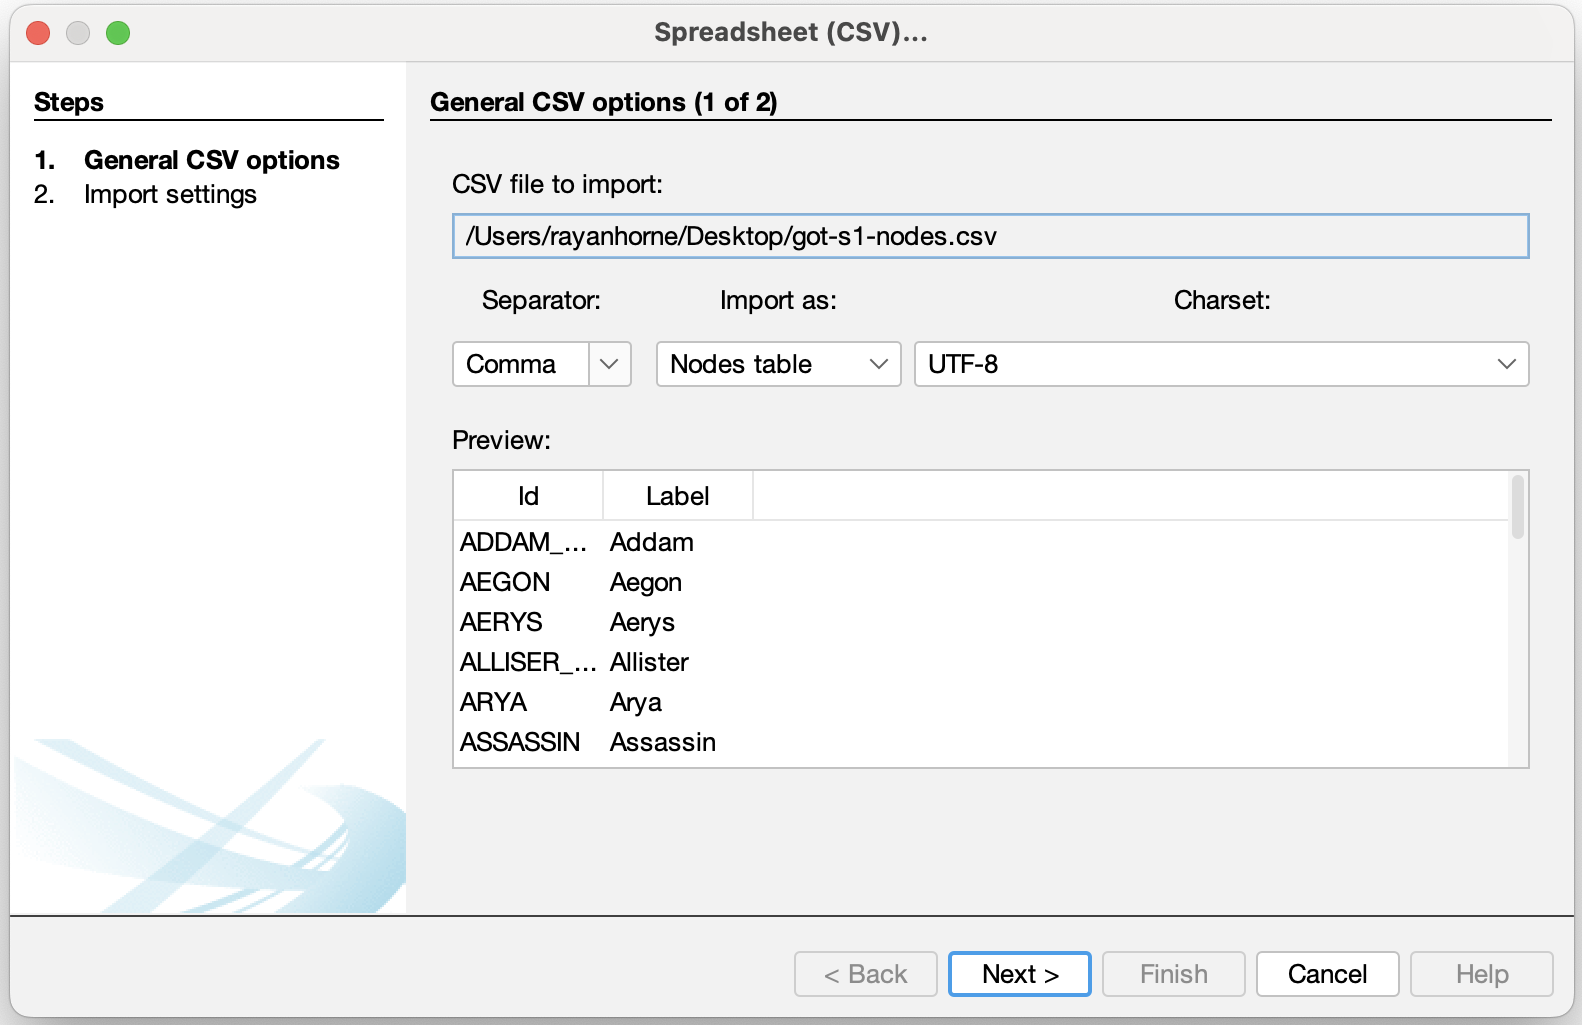 Spreadsheet (CSV)...
Steps
1. General CSV options
2. Import settings
General CSV options (1 of 2)
CSV file to import:
/Users/rayanhorne/Desktop/got-s1-nodes.csv
Separator: Import as: Charset:
Comma Nodes table UTF-8
Preview:
Id Label
ADDAM_... Addam
AEGON Aegon
AERYS Aerys
ALLISER_... Allister
ARYA Arya
ASSASSIN Assassin
< Back Next > Finish Cancel Help